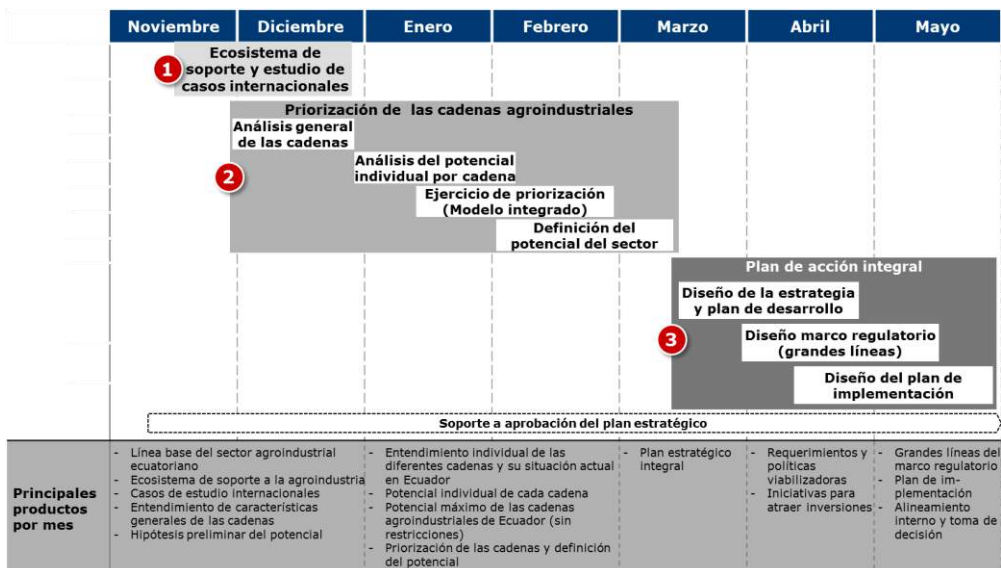 Noviembre
Diciembre
Enero
Febrero
Marzo
Abril
Mayo
1
Ecosistema de
soporte y estudio de
casos internacionales
Priorización de las cadenas agroindustriales
Análisis general
de las cadenas
2
Análisis del potencial
individual por cadena
Ejercicio de priorización
(Modelo integrado)
Definición del
potencial del sector
Plan de acción integral
Diseño de la estrategia
y plan de desarrollo
3
Diseño marco regulatorio
(grandes líneas)
Diseño del plan de
implementación
Soporte a aprobación del plan estratégico
Principales
productos
por mes
- Línea base del sector agroindustrial
ecuatoriano
- Ecosistema de soporte a la agroindustria
- Casos de estudio internacionales
- Entendimiento de características
generales de las cadenas
- Hipótesis preliminar del potencial
- Entendimiento individual de las
diferentes cadenas y su situación actual
en Ecuador
- Potencial individual de cada cadena
- Potencial máximo de las cadenas
agroindustriales de Ecuador (sin
restricciones)
- Priorización de las cadenas y definición
del potencial
- Plan estratégico
integral
- Requerimientos y
políticas
viabilizadoras
- Iniciativas para
atraer inversiones
- Grandes líneas del
marco regulatorio
- Plan de im-
plementación
- Alineamiento
interno y toma de
decisión